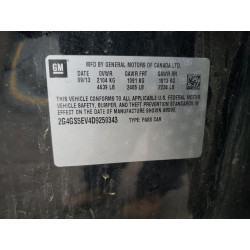 GM
MFD BY GENERAL MOTORS OF CANADA LTD.
DATE GVWR GAWR FRT GAWR RR
09/13 2104 KG 1091 KG 1013 KG
4639 LB 2405 LB 2234 LB
THIS VEHICLE CONFORMS TO ALL APPLICABLE U.S. FEDERAL MOTOR
VEHICLE SAFETY, BUMPER, AND THEFT PREVENTION STANDARDS IN EFFECT
ON THE DATE OF MANUFACTURE SHOWN ABOVE.
2G4GS5EV4D9250343 TYPE: PASS CAR